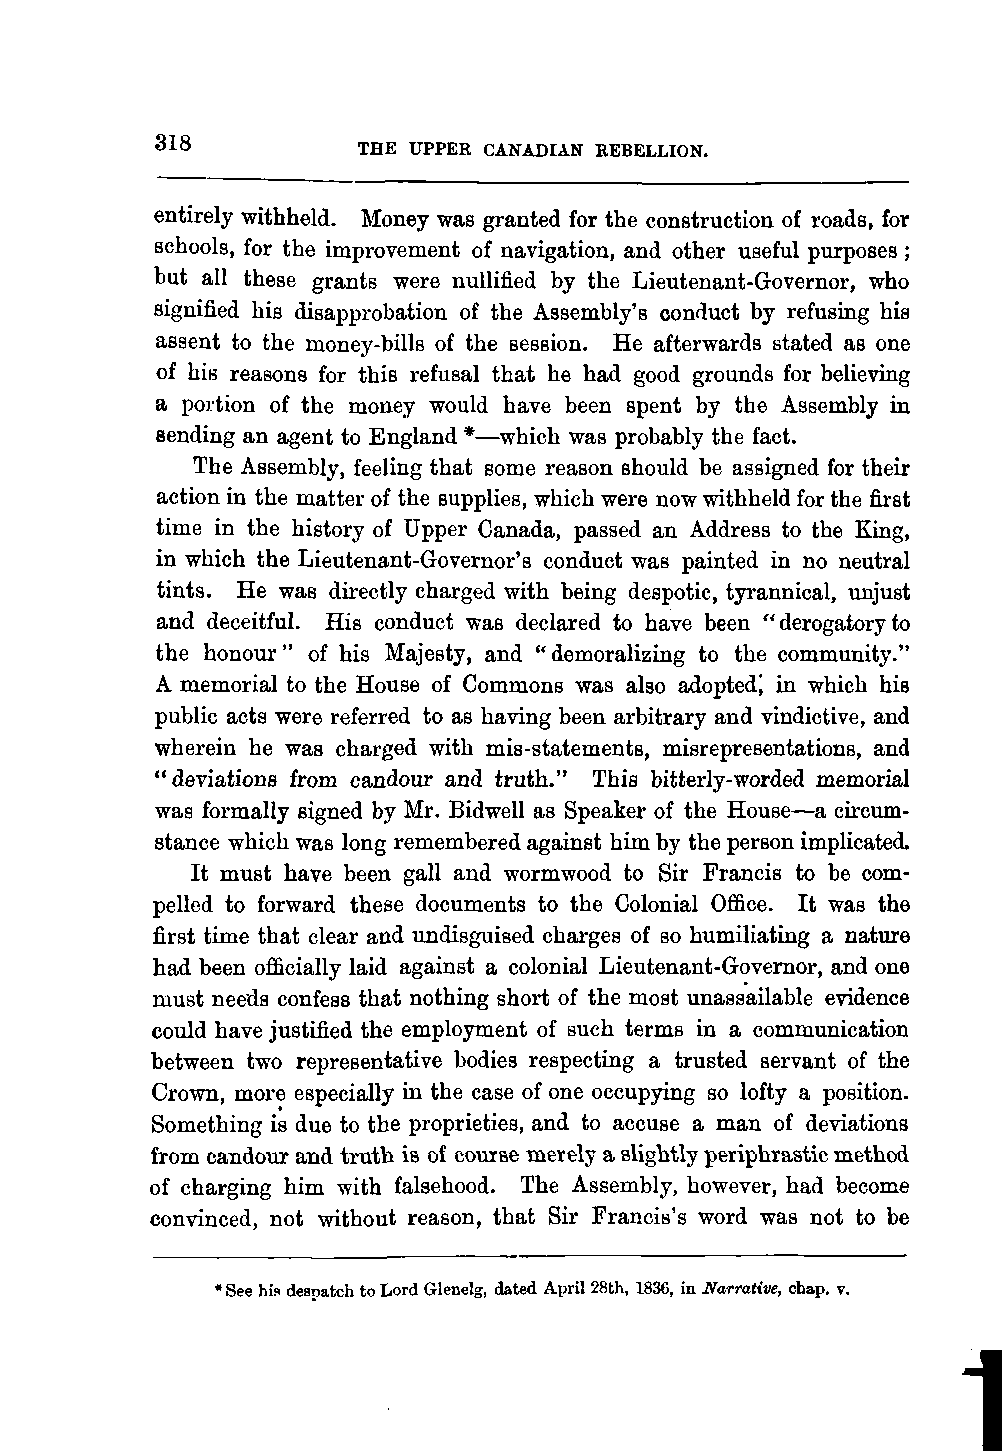 318 THE UPPER CANADIAN REBELLION.
entirely withheld. Money was granted for the construction of roads, for
schools, for the improvement of navigation, and other useful purposes;
but all these grants were nullified by the Lieutenant-Governor, who
signified his disapprobation of the Assembly's conduct by refusing his
assent to the money-bills of the session. He afterwards stated as one
of his reasons for this refusal that he had good grounds for believing
a portion of the money would have been spent by the Assembly in
sending an agent to England *—which was probably the fact.
The Assembly, feeling that some reason should be assigned for their
action in the matter of the supplies, which were now withheld for the first
time in the history of Upper Canada, passed an Address to the King,
in which the Lieutenant-Governor's conduct was painted in no neutral
tints. He was directly charged with being despotic, tyrannical, unjust
and deceitful. His conduct was declared to have been "derogatory to
the honour" of his Majesty, and "demoralizing to the community."
A memorial to the House of Commons was also adopted, in which his
public acts were referred to as having been arbitrary and vindictive, and
wherein he was charged with mis-statements, misrepresentations, and
"deviations from candour and truth." This bitterly-worded memorial
was formally signed by Mr. Bidwell as Speaker of the House—a circum-
stance which was long remembered against him by the person implicated.
It must have been gall and wormwood to Sir Francis to be com-
pelled to forward these documents to the Colonial Office. It was the
first time that clear and undisguised charges of so humiliating a nature
had been officially laid against a colonial Lieutenant-Governor, and one
must needs confess that nothing short of the most unassailable evidence
could have justified the employment of such terms in a communication
between two representative bodies respecting a trusted servant of the
Crown, more especially in the case of one occupying so lofty a position.
Something is due to the proprieties, and to accuse a man of deviations
from candour and truth is of course merely a slightly periphrastic method
of charging him with falsehood. The Assembly, however, had become
convinced, not without reason, that Sir Francis's word was not to be
* See his despatch to Lord Glenelg, dated April 28th, 1836, in Narrative, chap. v.